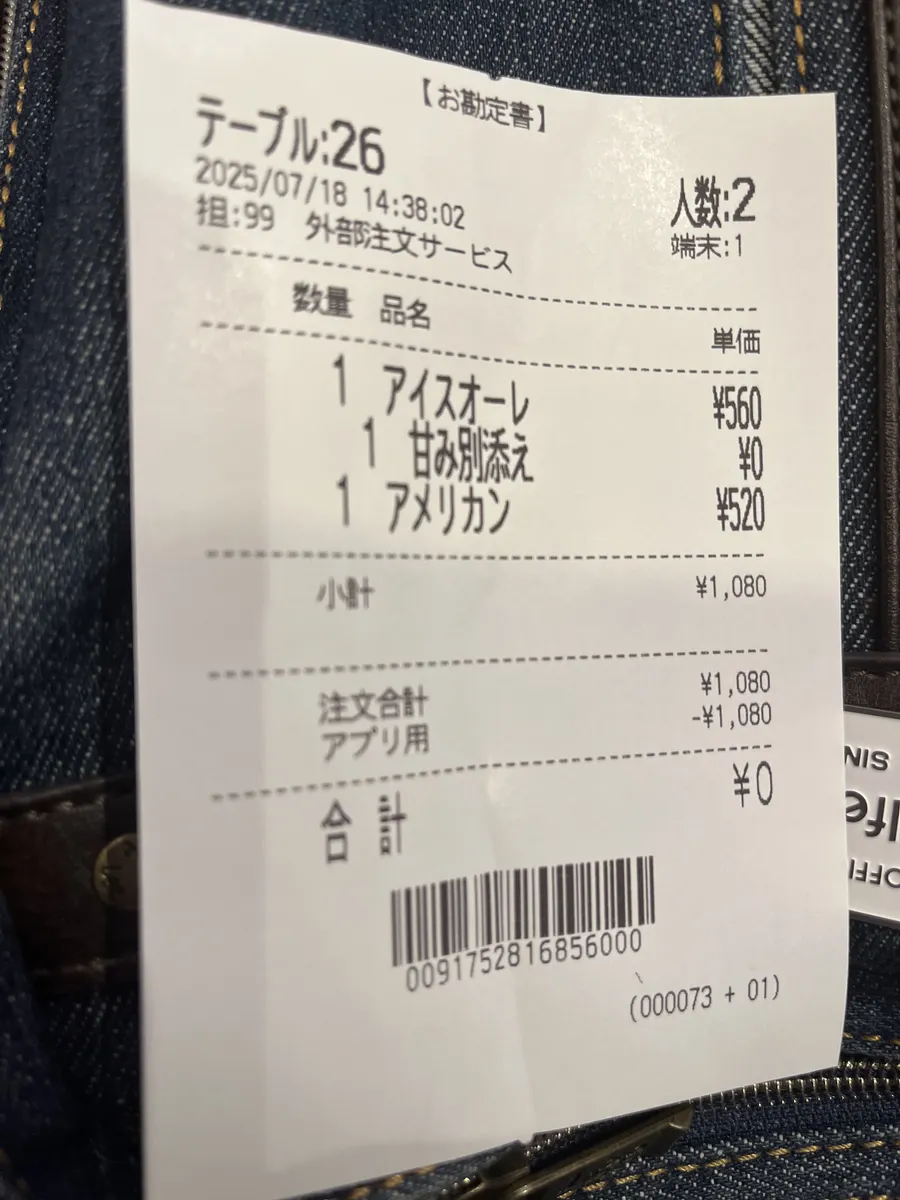 【お勘定書】
テーブル:26 人数:2
2025/07/18 14:38:02 端末:1
担:99 外部注文サービス
数量 品名 単価
1 アイスオーレ ¥560
1 甘み別添え ¥0
1 アメリカン ¥520
小計 ¥1,080
注文合計 ¥1,080
アプリ用 -¥1,080
合 計 ¥0
0091752816856000
(000073 + 01)